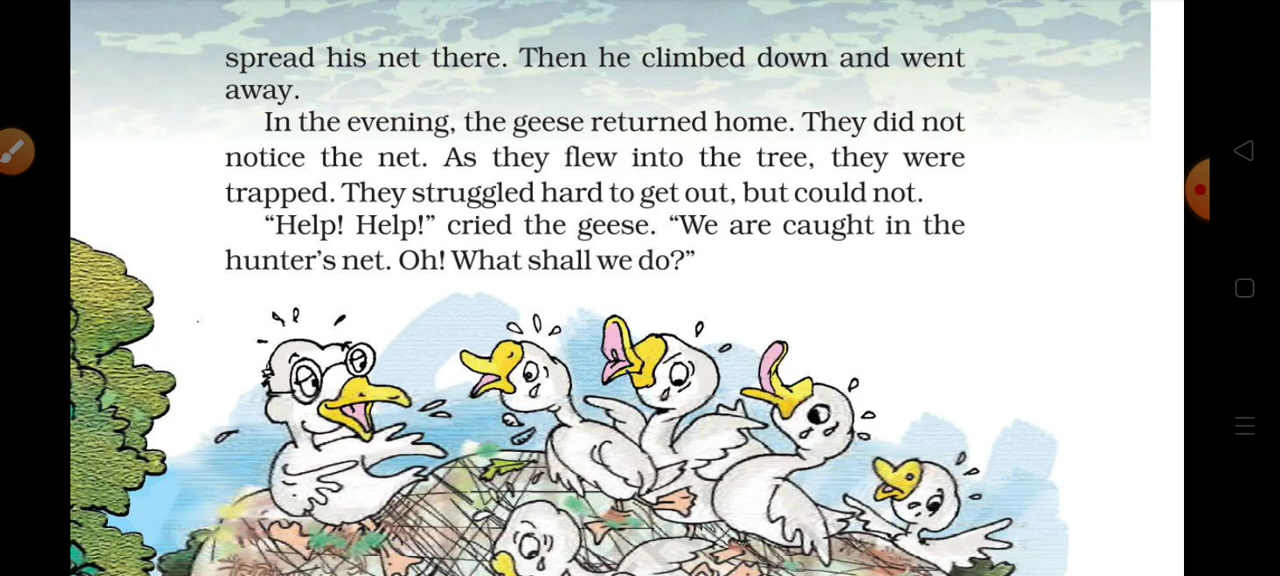 spread his net there. Then he climbed down and went
away.
In the evening, the geese returned home. They did not
notice the net. As they flew into the tree, they were
trapped. They struggled hard to get out, but could not.
“Help! Help!” cried the geese. “We are caught in the
hunter’s net. Oh! What shall we do?”